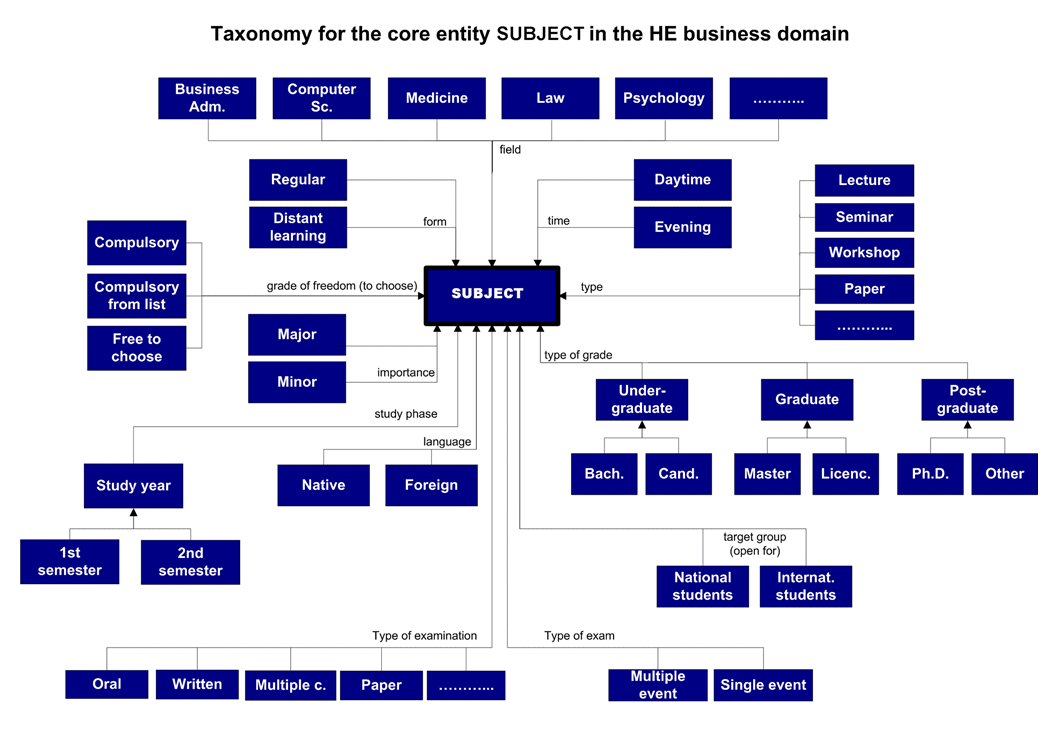 Taxonomy for the core entity SUBJECT in the HE business domain
Business
Adm.
Computer
Sc.
Medicine
Law
Psychology
………..
field
Regular
Distant
learning
form
Daytime
Evening
time
Lecture
Seminar
Workshop
Paper
………...
type
Compulsory
Compulsory
from list
Free to
choose
grade of freedom (to choose)
SUBJECT
Major
Minor
importance
type of grade
Under-
graduate
Graduate
Post-
graduate
Bach.
Cand.
Master
Licenc.
Ph.D.
Other
study phase
Study year
1st
semester
2nd
semester
language
Native
Foreign
target group
(open for)
National
students
Internat.
students
Type of examination
Oral
Written
Multiple c.
Paper
………...
Type of exam
Multiple
event
Single event